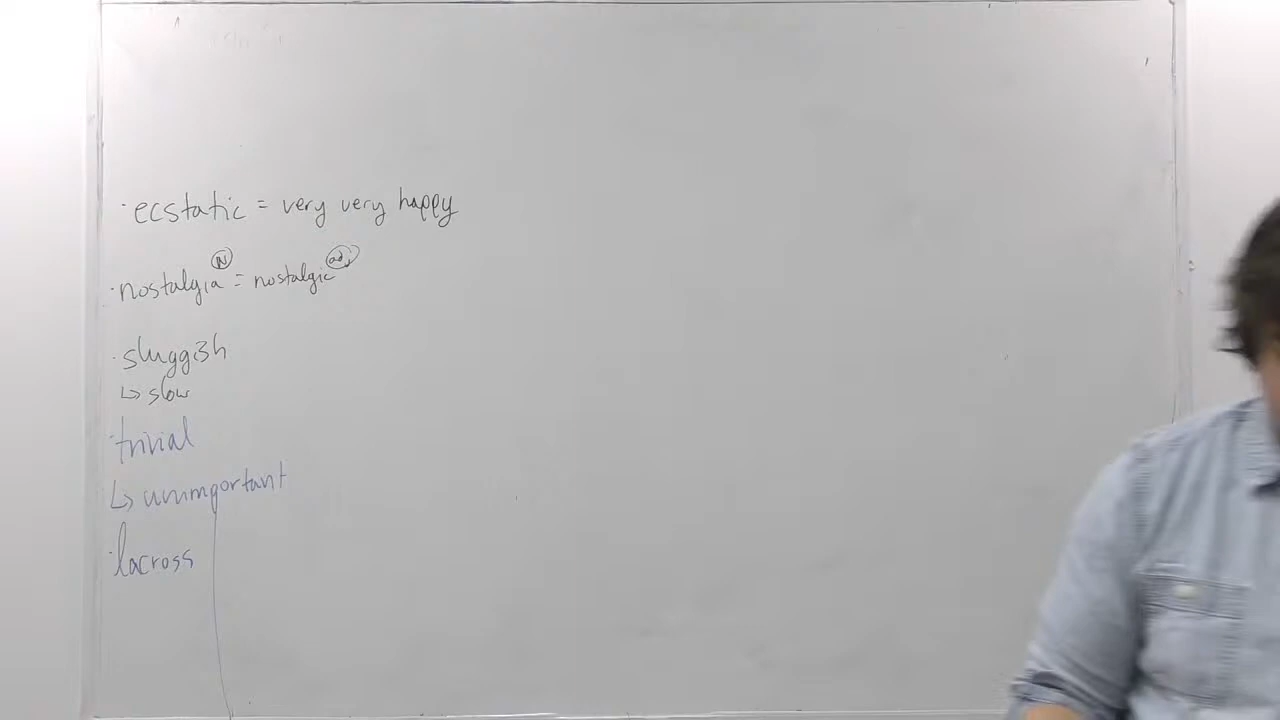 · ecstatic = very very happy
· nostalgia (N) = nostalgic (adj)
· sluggish
↳ slow
· trivial
↳ unimportant
· lacross